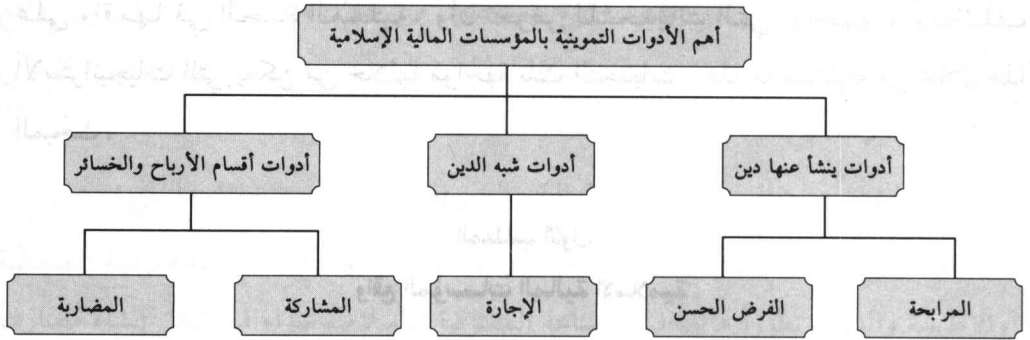 أهم الأدوات التموينية بالمؤسسات المالية الإسلامية
أدوات ينشأ عنها دين
أدوات شبه الدين
أدوات أقسام الأرباح والخسائر
المرابحة
الفرض الحسن
الإجارة
المشاركة
المضاربة